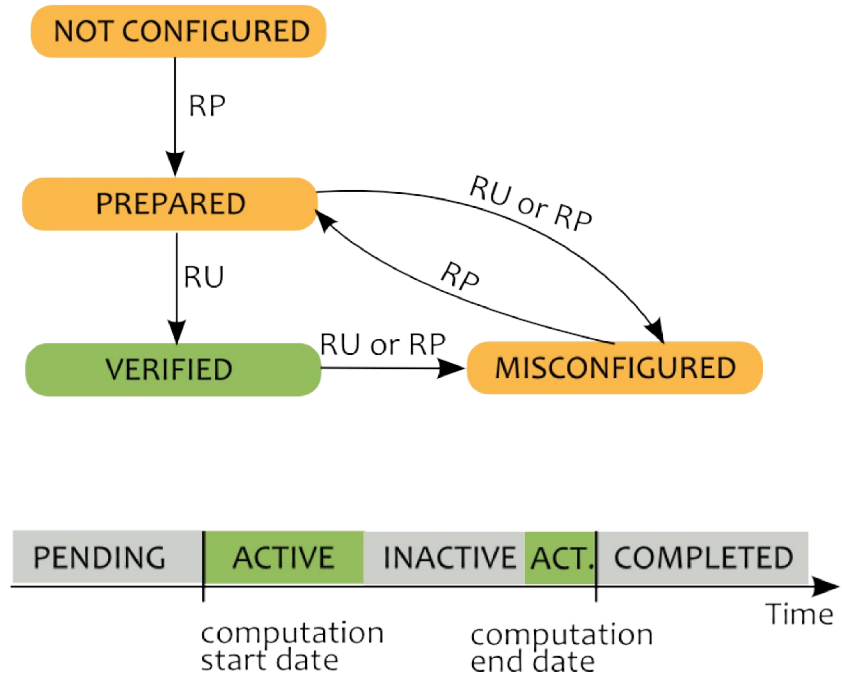 NOT CONFIGURED
RP
PREPARED
RU or RP
RP
RU
VERIFIED
RU or RP
MISCONFIGURED
PENDING
ACTIVE
INACTIVE
ACT.
COMPLETED
Time
computation
start date
computation
end date